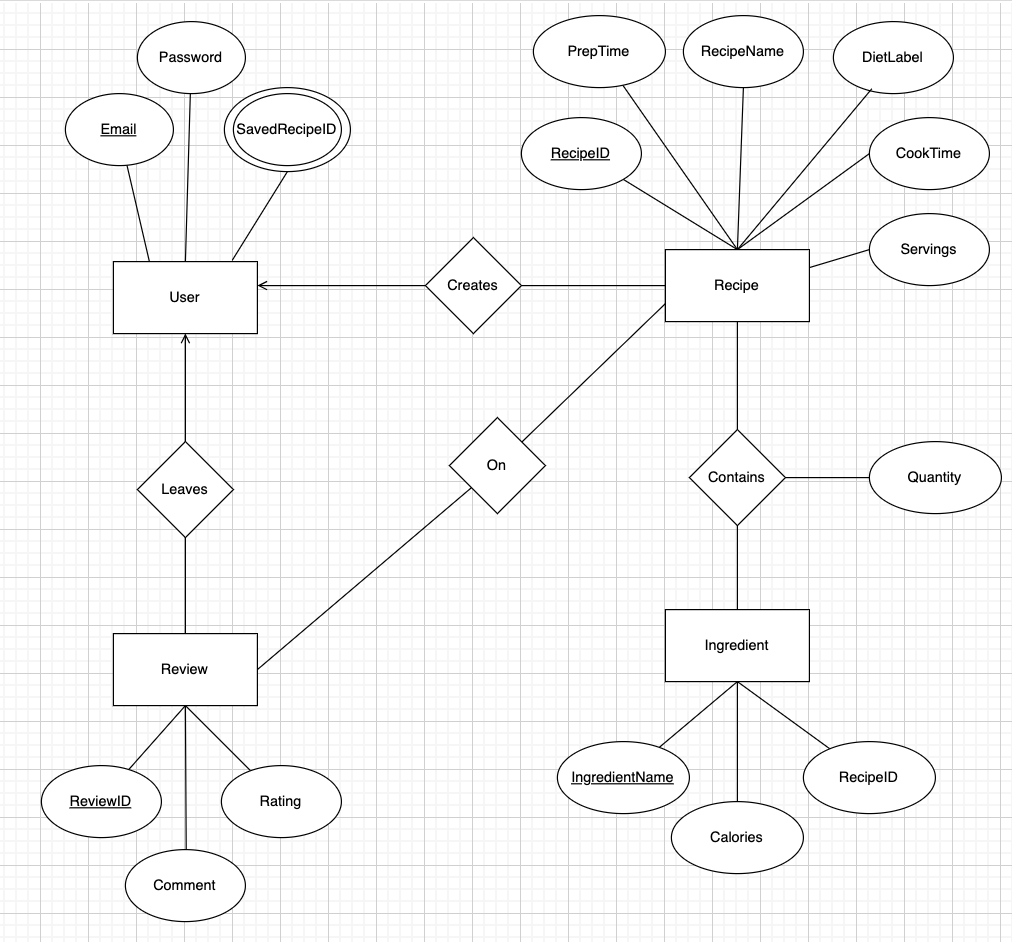 Password
Email
SavedRecipeID
PrepTime
RecipeName
DietLabel
RecipeID
CookTime
Servings
User
Creates
Recipe
Leaves
On
Contains
Quantity
Review
Ingredient
ReviewID
Rating
Comment
IngredientName
RecipeID
Calories